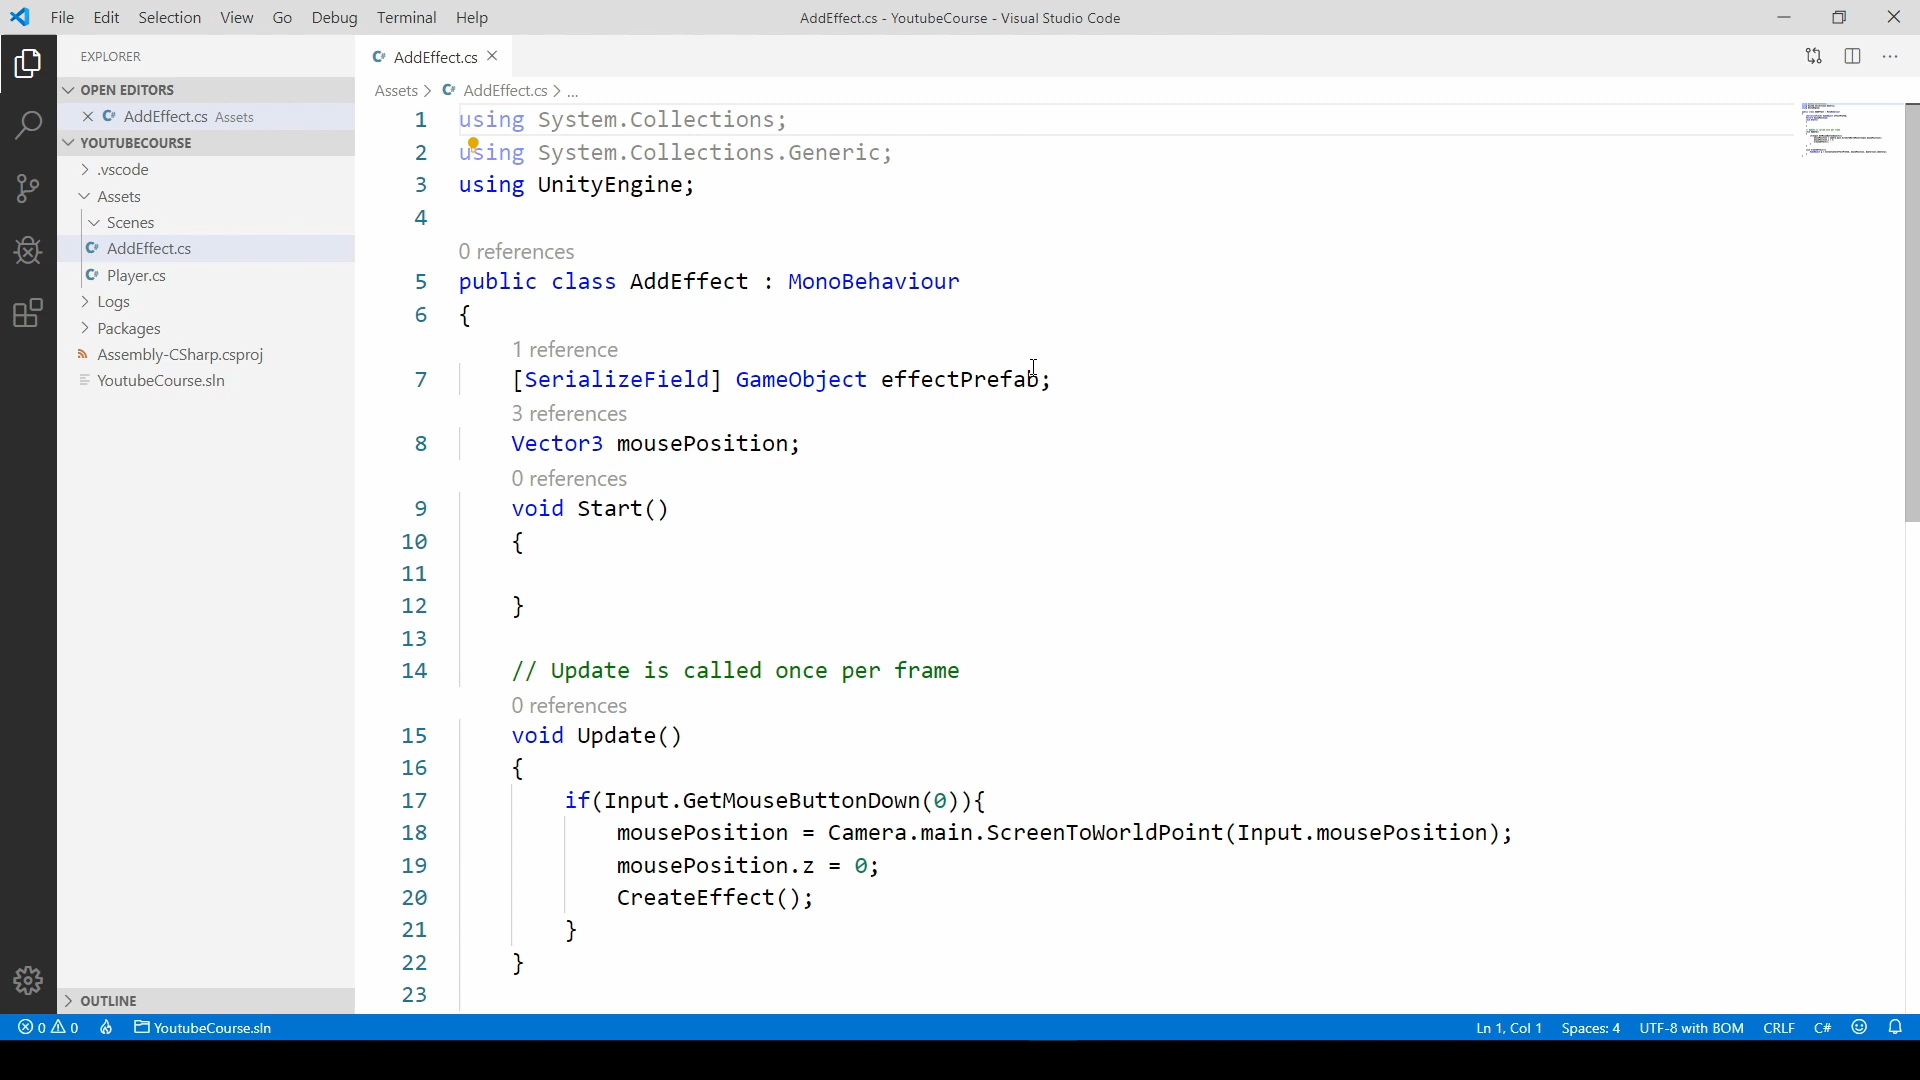 File Edit Selection View Go Debug Terminal Help
AddEffect.cs - YoutubeCourse - Visual Studio Code
EXPLORER
OPEN EDITORS
AddEffect.cs Assets
YOUTUBECOURSE
.vscode
Assets
Scenes
AddEffect.cs
Player.cs
Logs
Packages
Assembly-CSharp.csproj
YoutubeCourse.sln
OUTLINE
AddEffect.cs
Assets > AddEffect.cs > ...
1 using System.Collections;
2 using System.Collections.Generic;
3 using UnityEngine;
4
0 references
5 public class AddEffect : MonoBehaviour
6 {
1 reference
7 [SerializeField] GameObject effectPrefab;
3 references
8 Vector3 mousePosition;
0 references
9 void Start()
10 {
11
12 }
13
14 // Update is called once per frame
0 references
15 void Update()
16 {
17 if(Input.GetMouseButtonDown(0)){
18 mousePosition = Camera.main.ScreenToWorldPoint(Input.mousePosition);
19 mousePosition.z = 0;
20 CreateEffect();
21 }
22 }
23
0 0 YoutubeCourse.sln
Ln 1, Col 1 Spaces: 4 UTF-8 with BOM CRLF C#